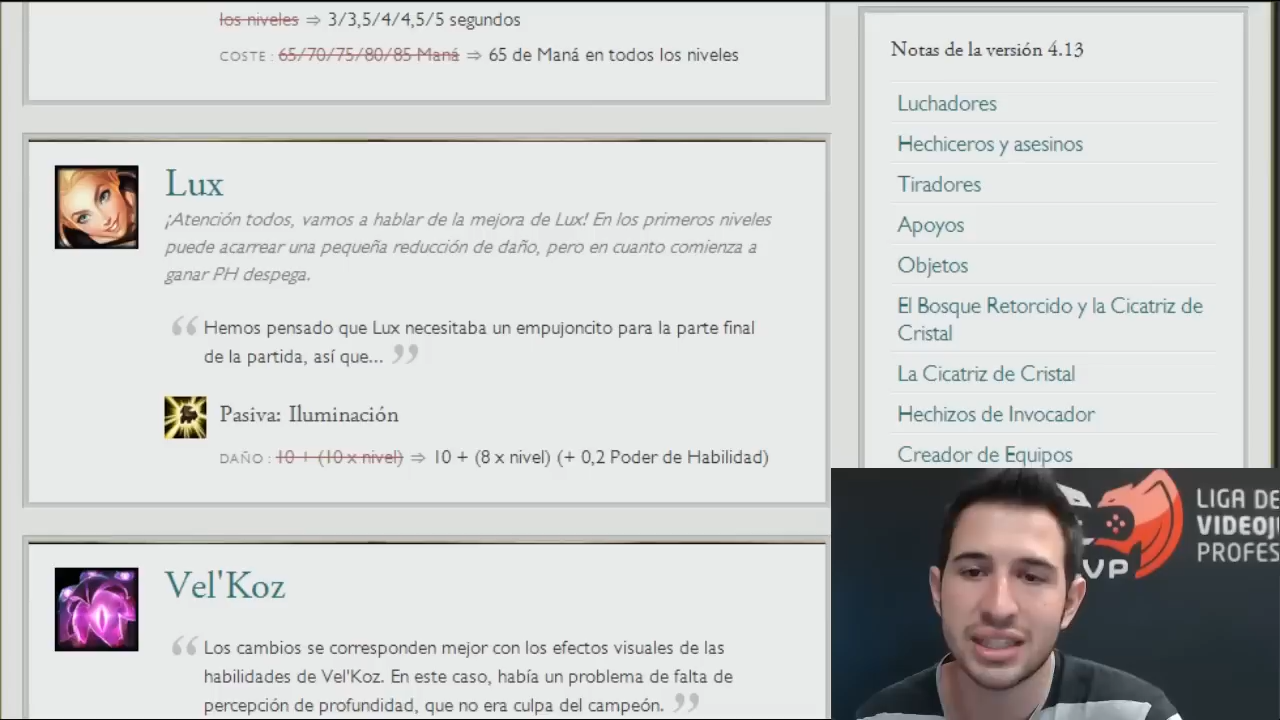 los niveles ⇒ 3/3,5/4/4,5/5 segundos
COSTE : 65/70/75/80/85 Maná ⇒ 65 de Maná en todos los niveles
Lux
¡Atención todos, vamos a hablar de la mejora de Lux! En los primeros niveles
puede acarrear una pequeña reducción de daño, pero en cuanto comienza a
ganar PH despega.
“ Hemos pensado que Lux necesitaba un empujoncito para la parte final
de la partida, así que... ”
Pasiva: Iluminación
DAÑO : 10 + (10 x nivel) ⇒ 10 + (8 x nivel) (+ 0,2 Poder de Habilidad)
Vel'Koz
“ Los cambios se corresponden mejor con los efectos visuales de las
habilidades de Vel'Koz. En este caso, había un problema de falta de
percepción de profundidad, que no era culpa del campeón. ”
Notas de la versión 4.13
Luchadores
Hechiceros y asesinos
Tiradores
Apoyos
Objetos
El Bosque Retorcido y la Cicatriz de
Cristal
La Cicatriz de Cristal
Hechizos de Invocador
Creador de Equipos
LIGA DE
VIDEOJ
PROFES
VP